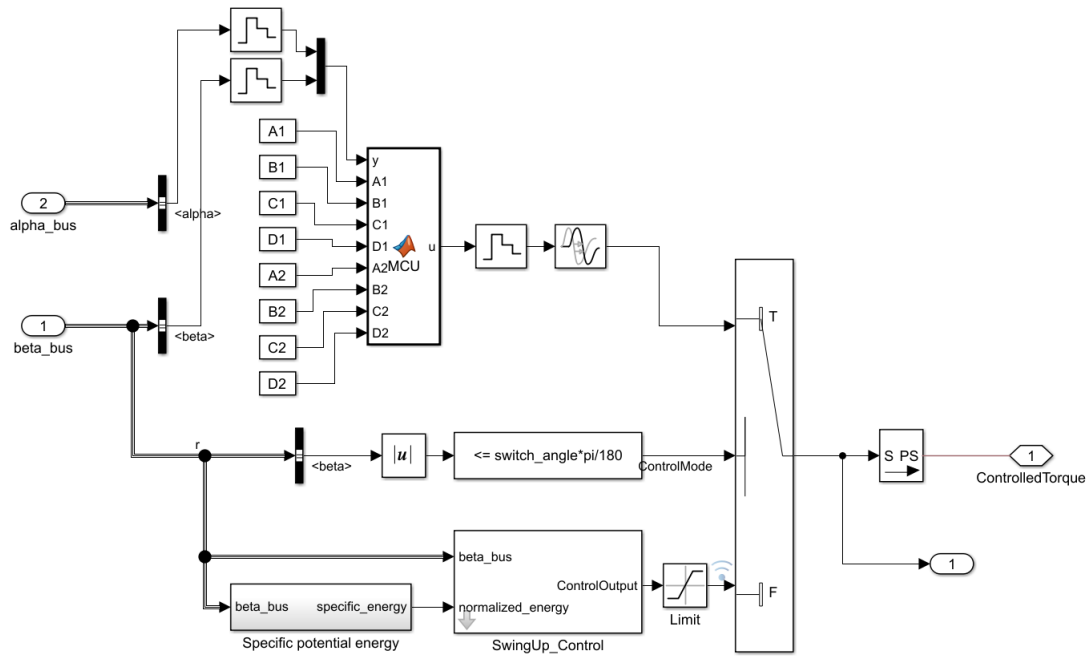 2
alpha_bus
<alpha>
1
beta_bus
<beta>
A1
B1
C1
D1
A2
B2
C2
D2
y
A1
B1
C1
D1
A2
B2
C2
D2
MCU
u
r
<beta>
|u|
<= switch_angle*pi/180
ControlMode
beta_bus
specific_energy
Specific potential energy
beta_bus
normalized_energy
ControlOutput
SwingUp_Control
Limit
T
F
S PS
1
ControlledTorque
1